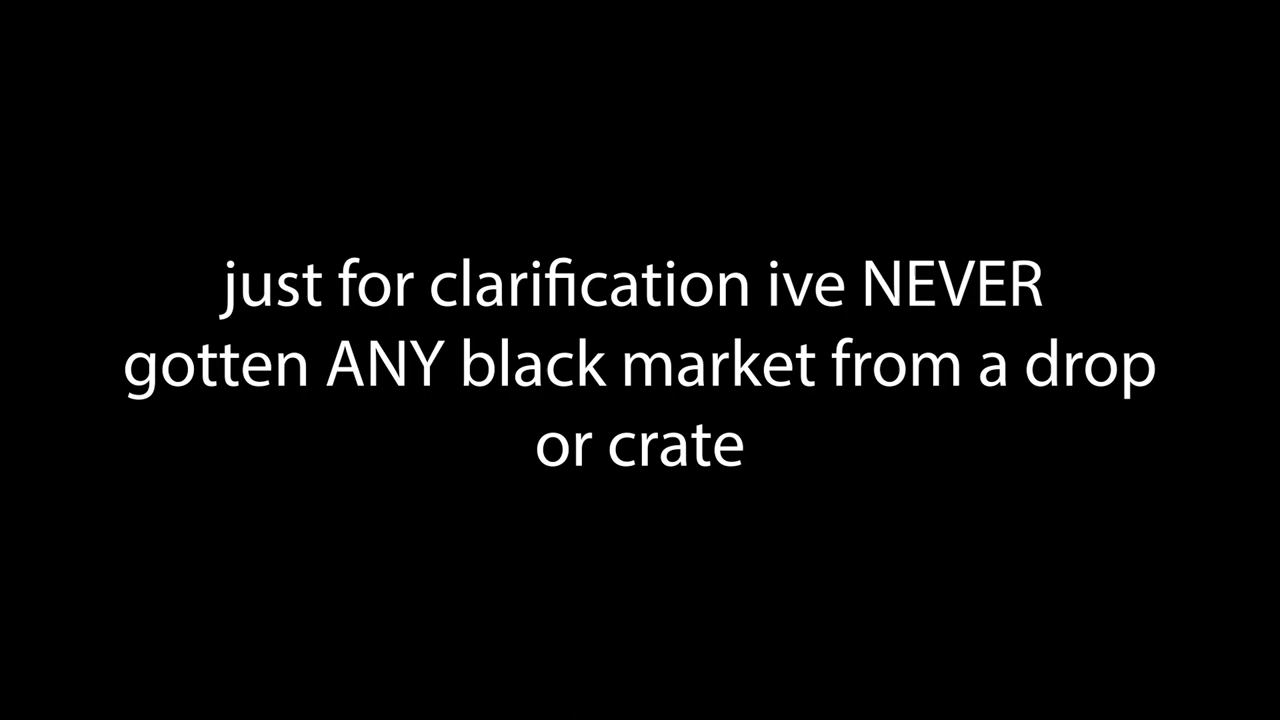 just for clarification ive NEVER
gotten ANY black market from a drop
or crate